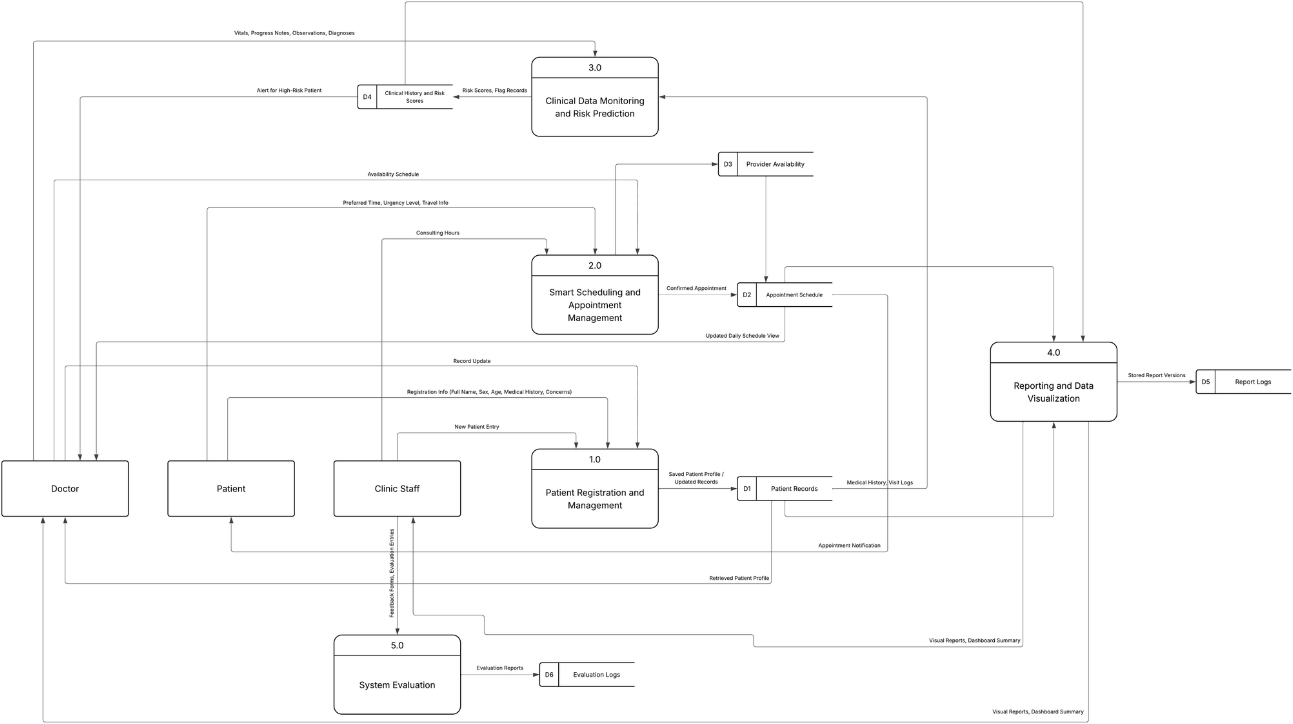 Vitals, Progress Notes, Observations, Diagnoses
3.0
Clinical Data Monitoring
and Risk Prediction
Alert for High-Risk Patient
D4
Clinical History and Risk
Scores
Risk Scores, Flag Records
D3
Provider Availability
Availability Schedule
Preferred Time, Urgency Level, Travel Info
Consulting Hours
2.0
Smart Scheduling and
Appointment
Management
Confirmed Appointment
D2
Appointment Schedule
Updated Daily Schedule View
4.0
Reporting and Data
Visualization
Stored Report Versions
D5
Report Logs
Record Update
Registration Info (Full Name, Sex, Age, Medical History, Concerns)
New Patient Entry
1.0
Patient Registration and
Management
Saved Patient Profile /
Updated Records
D1
Patient Records
Medical History, Visit Logs
Doctor
Patient
Clinic Staff
Appointment Notification
Retrieved Patient Profile
Feedback Forms, Evaluation Entries
Visual Reports, Dashboard Summary
5.0
System Evaluation
Evaluation Reports
D6
Evaluation Logs
Visual Reports, Dashboard Summary